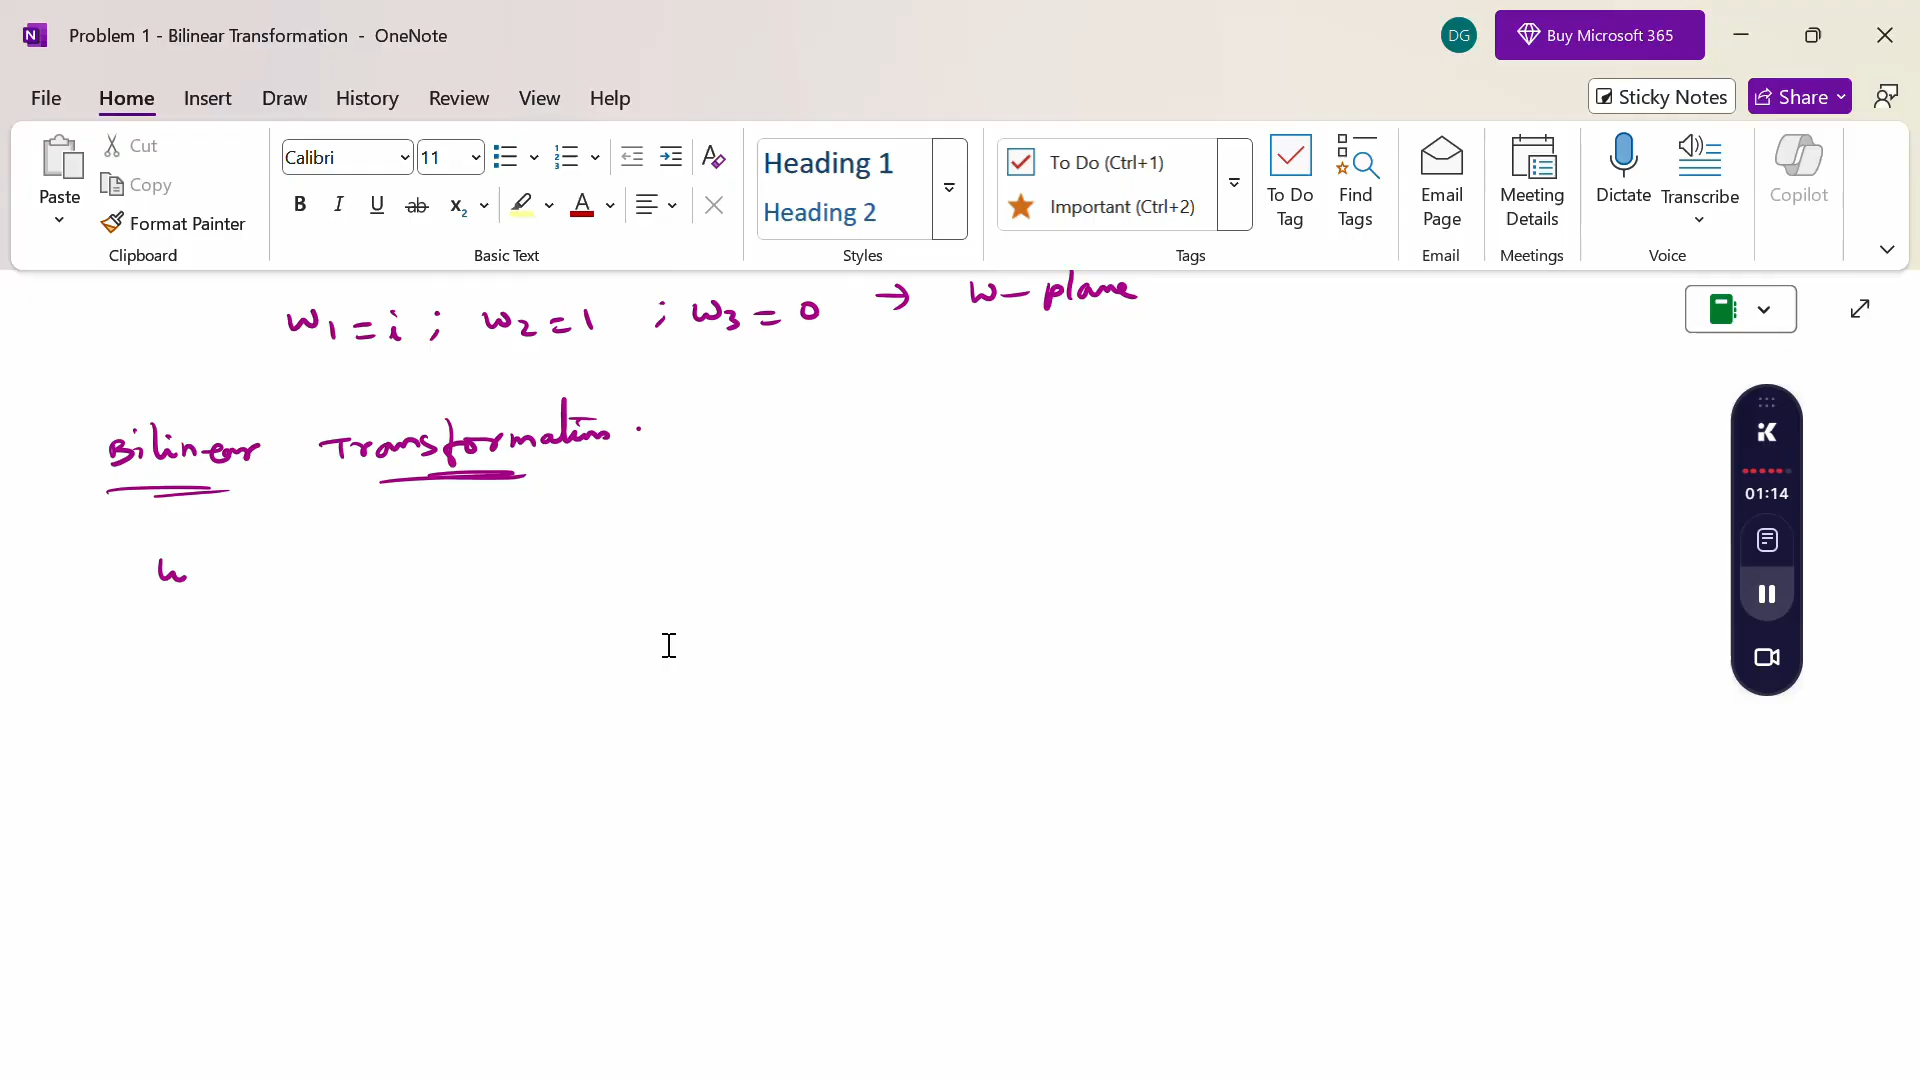 Problem 1 - Bilinear Transformation - OneNote
DG
Buy Microsoft 365
File Home Insert Draw History Review View Help
Sticky Notes
Share
Paste
Cut
Copy
Format Painter
Clipboard
Calibri 11
B I U ab x₂ A
Basic Text
Heading 1
Heading 2
Styles
To Do (Ctrl+1)
Important (Ctrl+2)
To Do Tag
Find Tags
Tags
Email Page
Email
Meeting Details
Meetings
Dictate
Transcribe
Voice
Copilot
w₁ = i ; w₂ = 1 ; w₃ = 0 → w-plane
Bilinear Transformation.
01:14